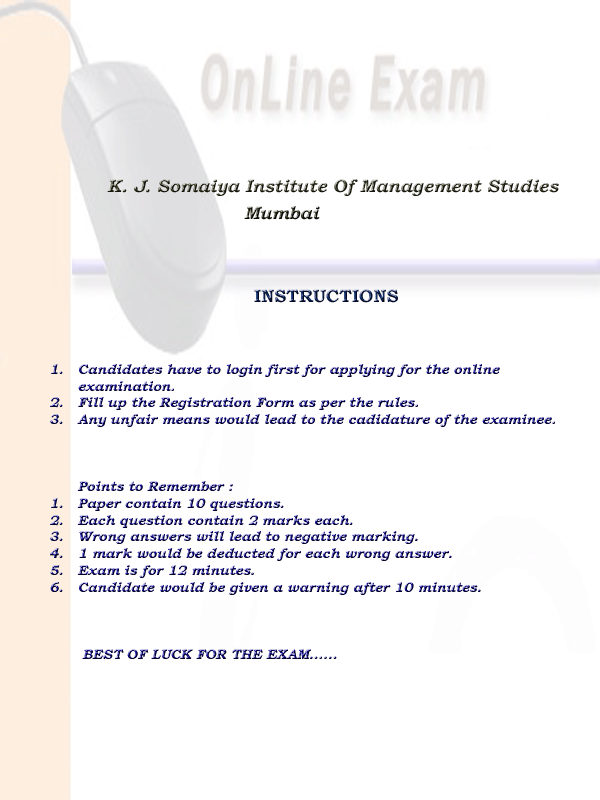 OnLine Exam
K. J. Somaiya Institute Of Management Studies
Mumbai
INSTRUCTIONS
1. Candidates have to login first for applying for the online
examination.
2. Fill up the Registration Form as per the rules.
3. Any unfair means would lead to the cadidature of the examinee.
Points to Remember :
1. Paper contain 10 questions.
2. Each question contain 2 marks each.
3. Wrong answers will lead to negative marking.
4. 1 mark would be deducted for each wrong answer.
5. Exam is for 12 minutes.
6. Candidate would be given a warning after 10 minutes.
BEST OF LUCK FOR THE EXAM......